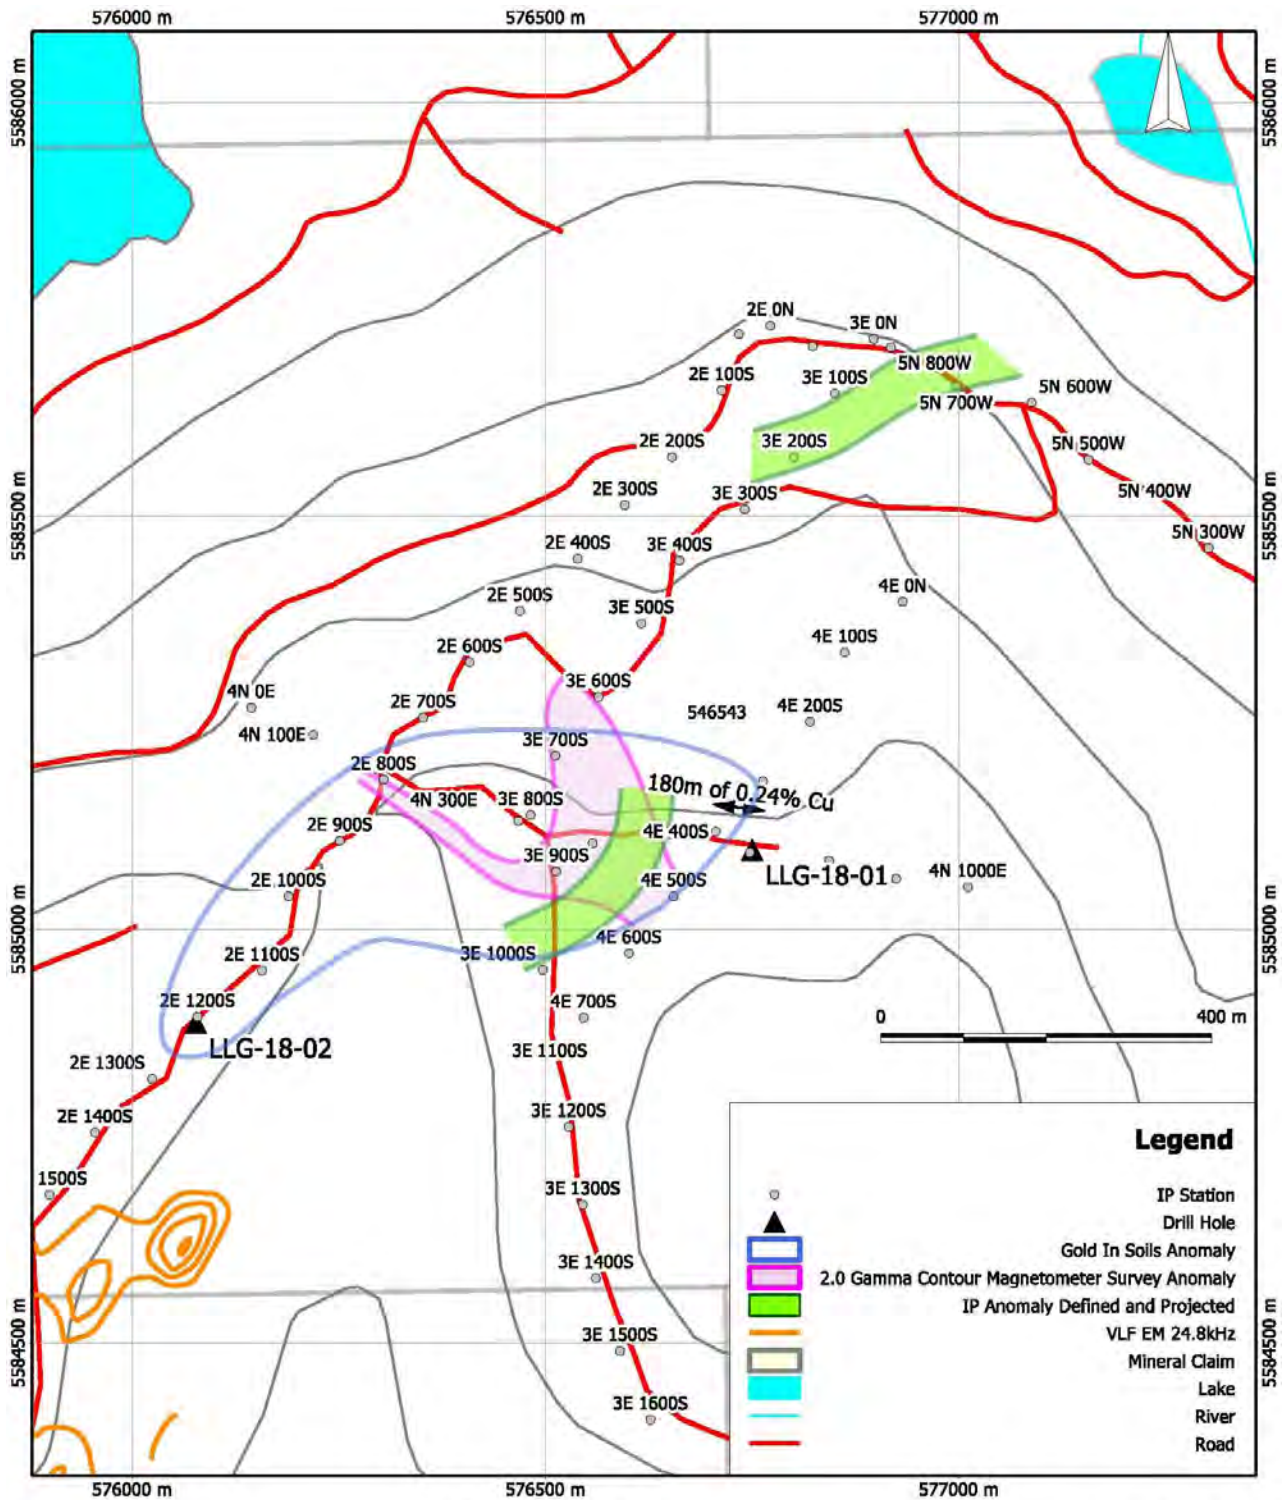 576000 m
576500 m
577000 m
5586000 m
5586000 m
2E 0N
3E 0N
5N 800W
2E 100S
3E 100S
5N 600W
5N 700W
2E 200S
3E 200S
5N 500W
2E 300S
3E 300S
5N 400W
5585500 m
5585500 m
5N 300W
2E 400S
3E 400S
4E 0N
2E 500S
3E 500S
4E 100S
2E 600S
3E 600S
4N 0E
2E 700S
546543
4E 200S
4N 100E
3E 700S
2E 800S
180m of 0.24% Cu
4N 300E
3E 800S
2E 900S
4E 400S
3E 900S
LLG-18-01
4N 1000E
2E 1000S
4E 500S
5585000 m
5585000 m
4E 600S
2E 1100S
3E 1000S
2E 1200S
4E 700S
0
400 m
LLG-18-02
3E 1100S
2E 1300S
3E 1200S
2E 1400S
1500S
3E 1300S
3E 1400S
3E 1500S
5584500 m
5584500 m
3E 1600S
Legend
IP Station
Drill Hole
Gold In Soils Anomaly
2.0 Gamma Contour Magnetometer Survey Anomaly
IP Anomaly Defined and Projected
VLF EM 24.8kHz
Mineral Claim
Lake
River
Road
576000 m
576500 m
577000 m